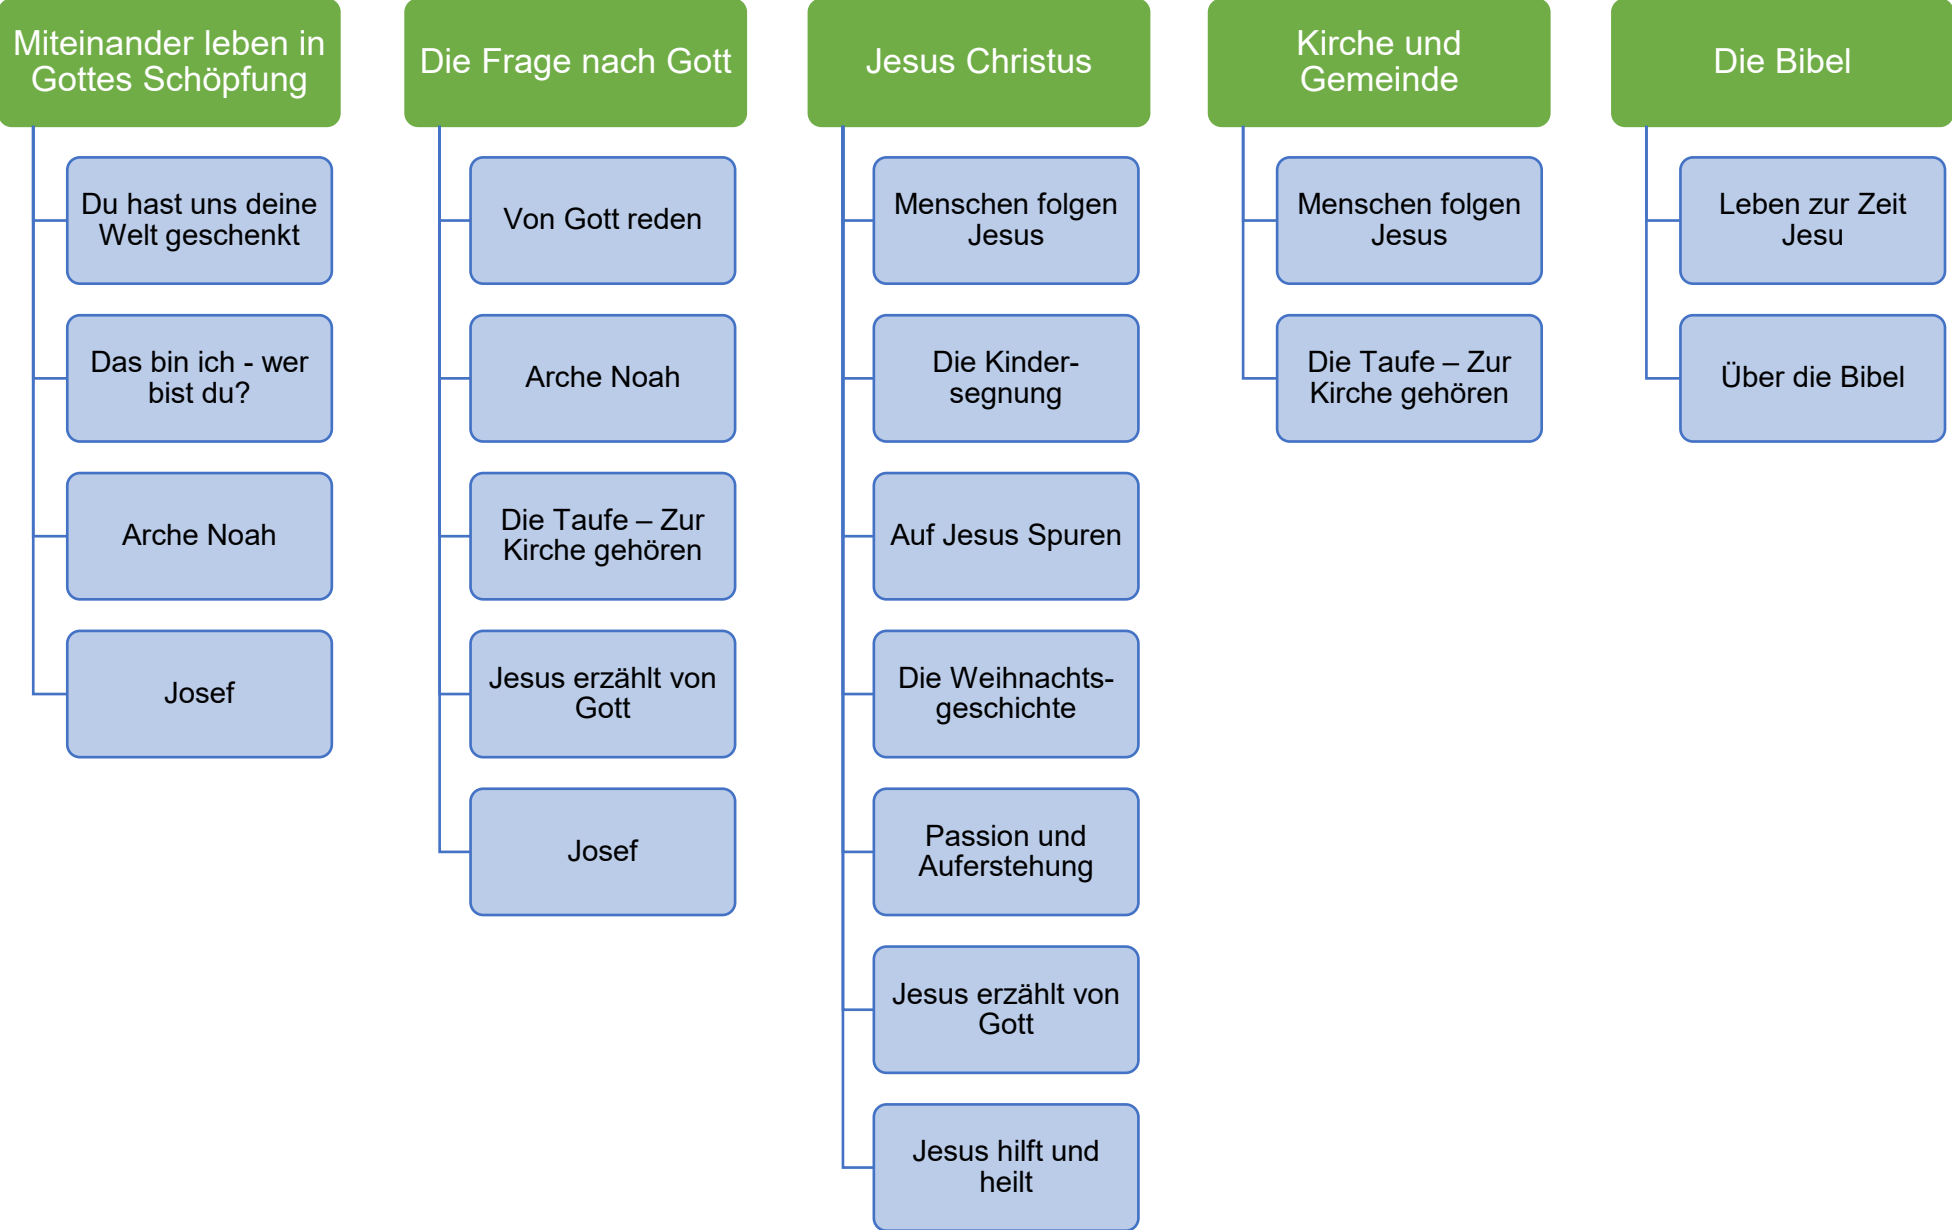 Miteinander leben in
Gottes Schöpfung
Du hast uns deine
Welt geschenkt
Das bin ich - wer
bist du?
Arche Noah
Josef
Die Frage nach Gott
Von Gott reden
Arche Noah
Die Taufe – Zur
Kirche gehören
Jesus erzählt von
Gott
Josef
Jesus Christus
Menschen folgen
Jesus
Die Kinder-
segnung
Auf Jesus Spuren
Die Weihnachts-
geschichte
Passion und
Auferstehung
Jesus erzählt von
Gott
Jesus hilft und
heilt
Kirche und
Gemeinde
Menschen folgen
Jesus
Die Taufe – Zur
Kirche gehören
Die Bibel
Leben zur Zeit
Jesu
Über die Bibel